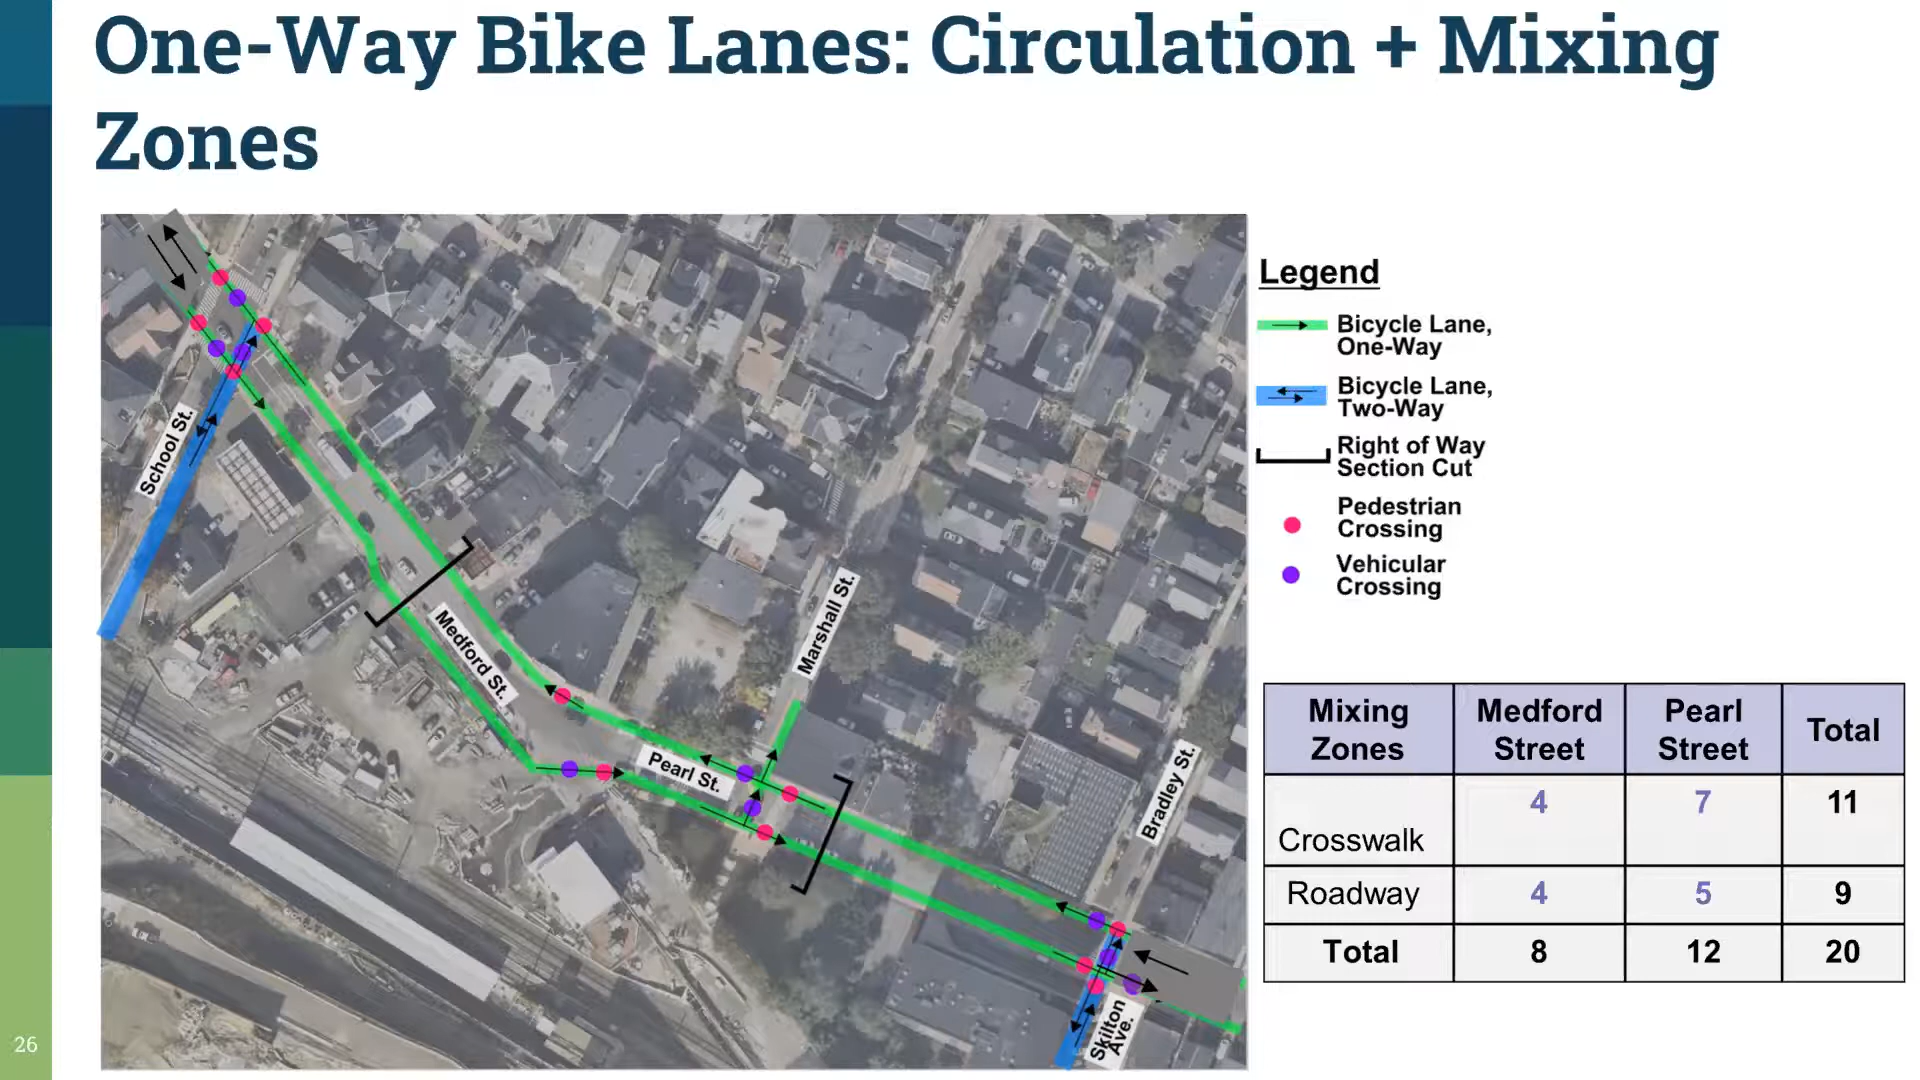 One-Way Bike Lanes: Circulation + Mixing
Zones
School St.
Medford St.
Pearl St.
Marshall St.
Bradley St.
Skilton
Ave.
Legend
Bicycle Lane,
One-Way
Bicycle Lane,
Two-Way
Right of Way
Section Cut
Pedestrian
Crossing
Vehicular
Crossing
Mixing Zones Medford Street Pearl Street Total
Crosswalk 4 7 11
Roadway 4 5 9
Total 8 12 20
26